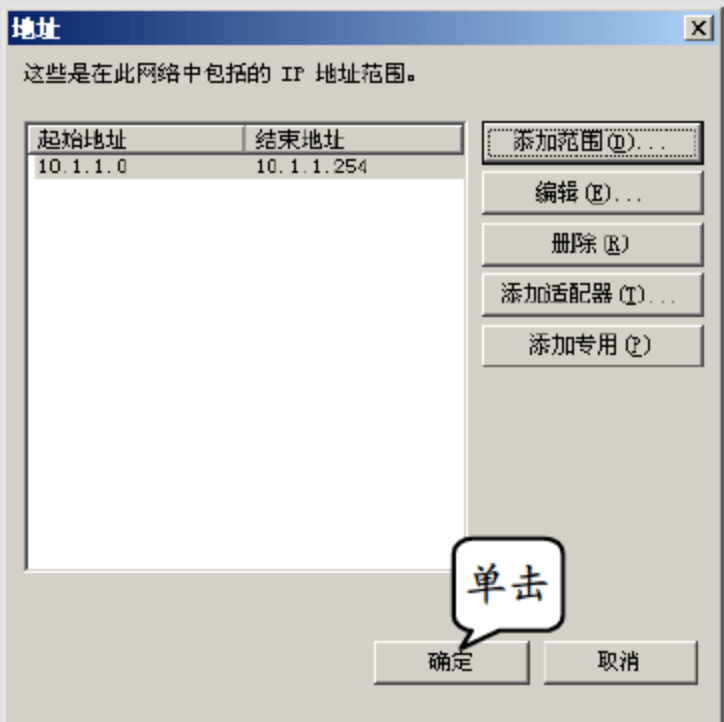 地址
这些是在此网络中包括的 IP 地址范围。
起始地址 结束地址
10.1.1.0 10.1.1.254
添加范围(D)...
编辑(E)...
删除(R)
添加适配器(T)...
添加专用(P)
单击
确定 取消